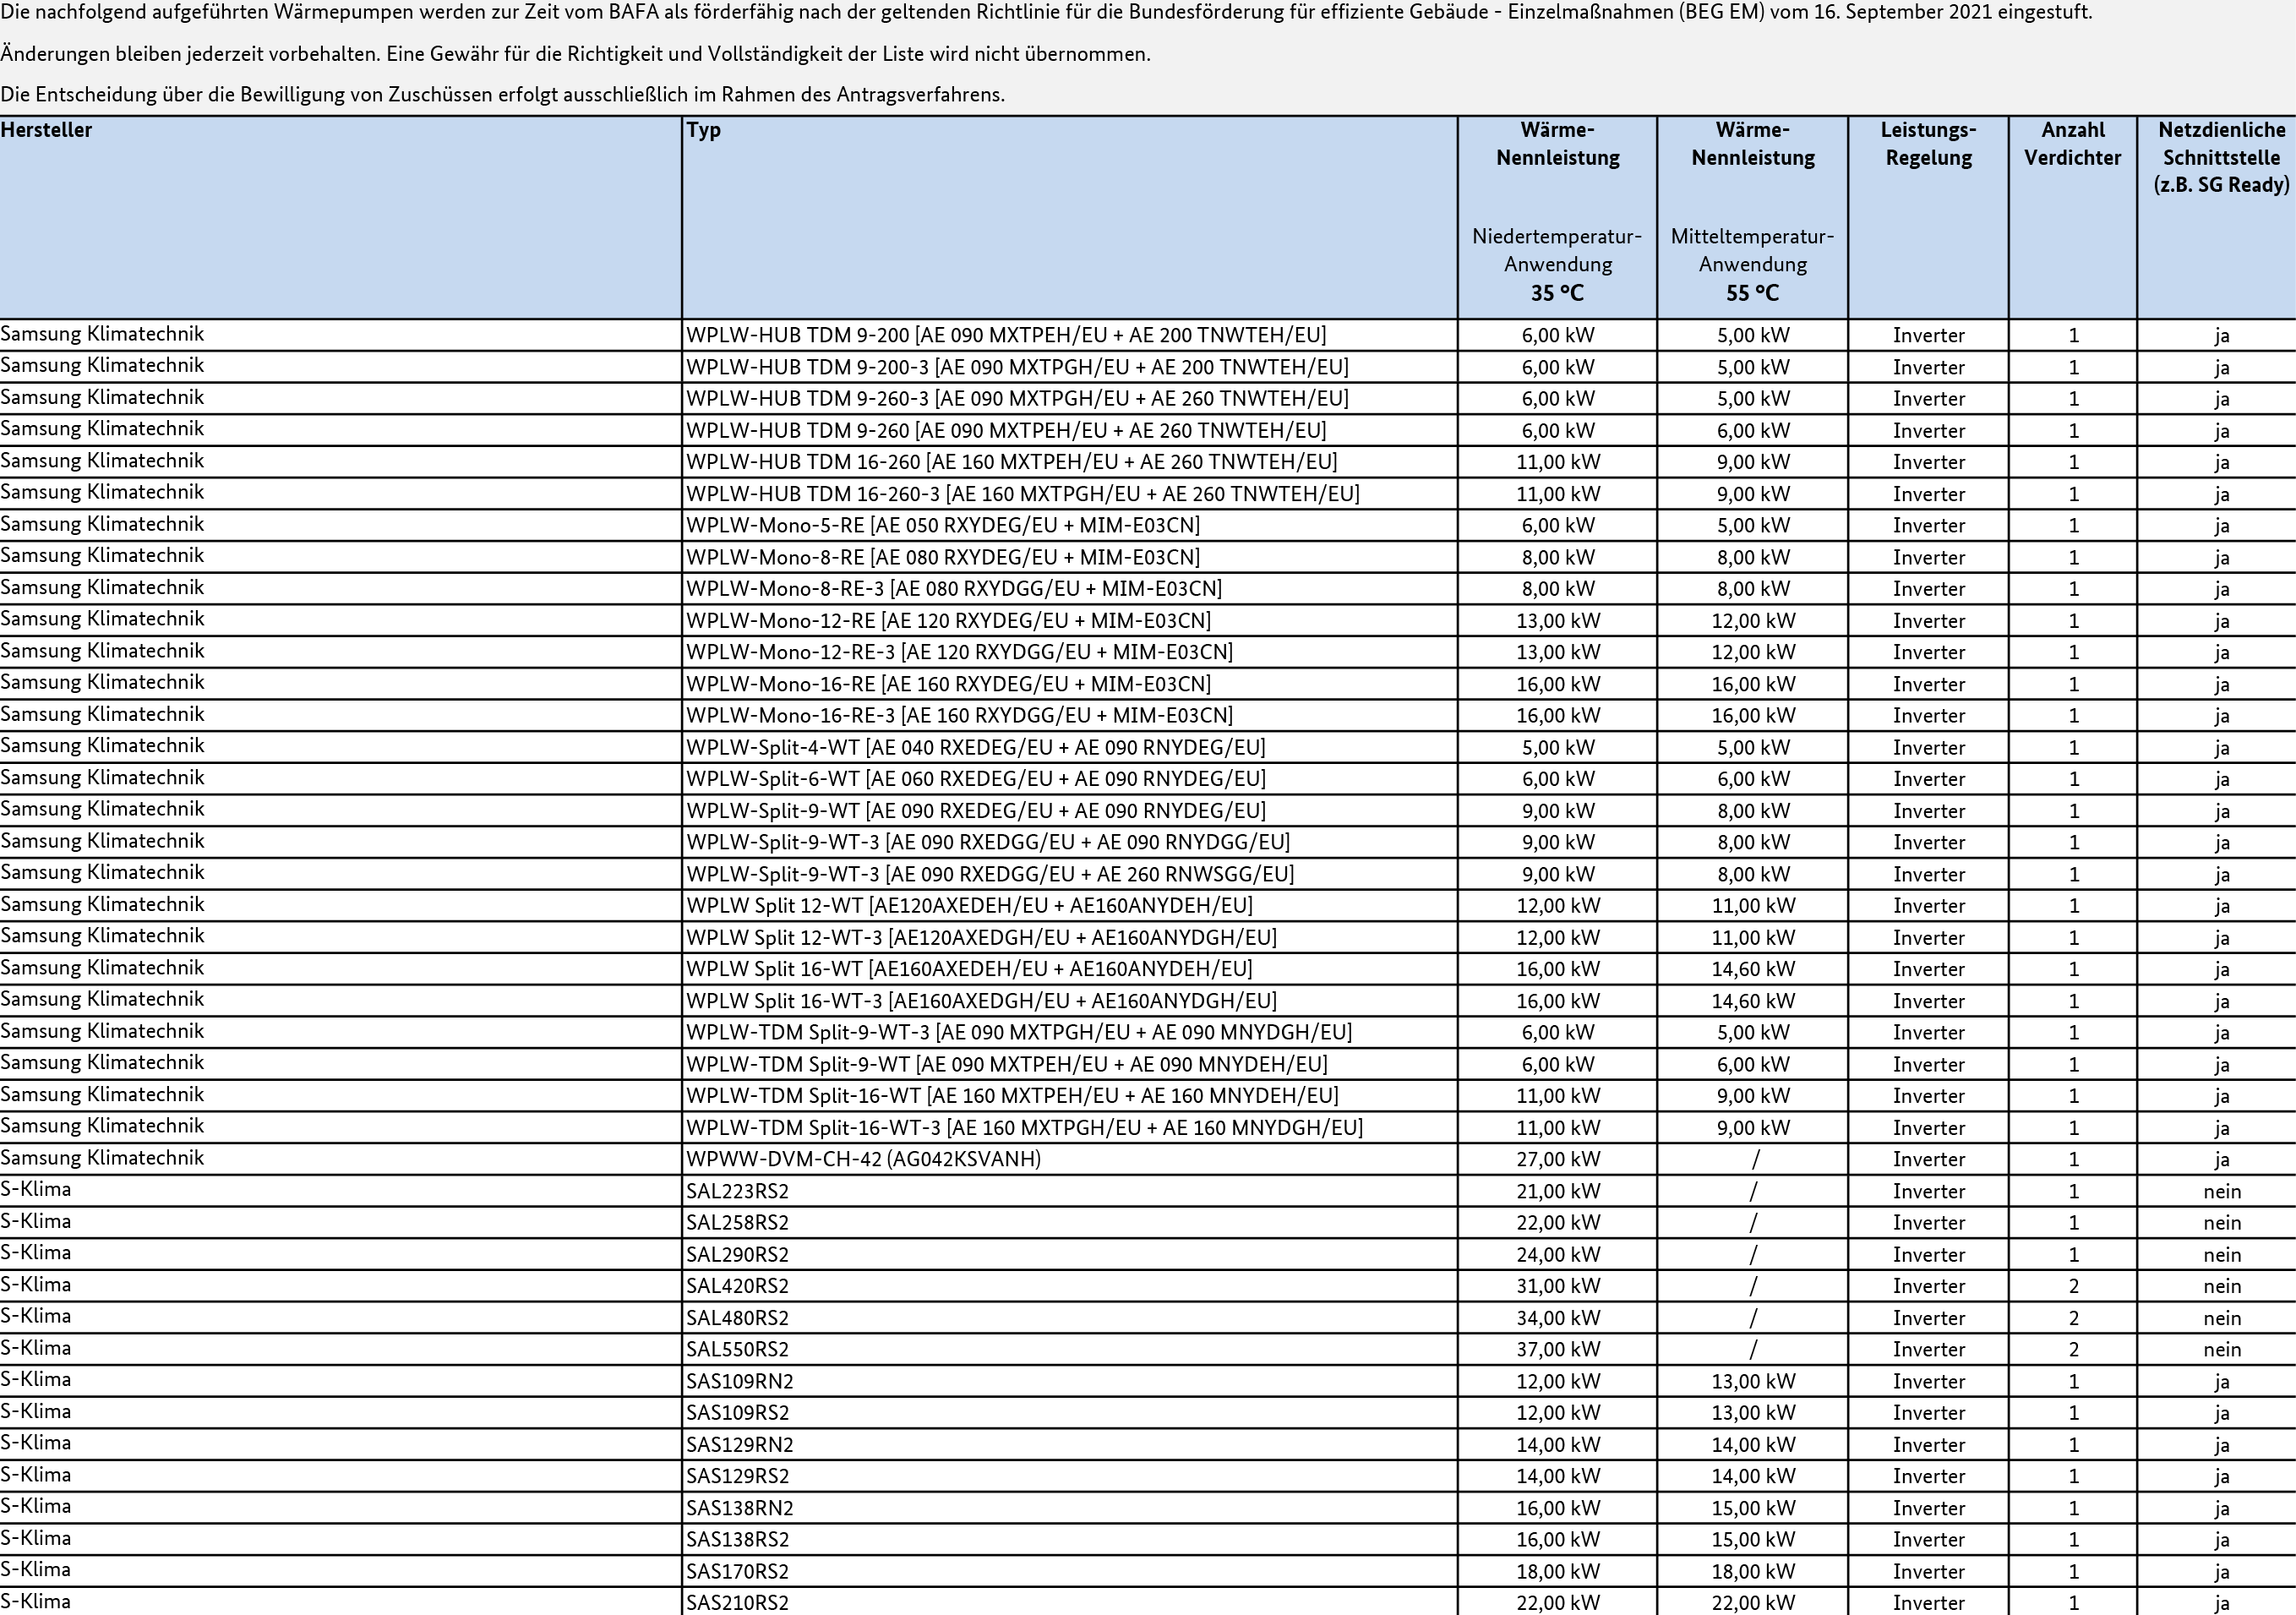 Die nachfolgend aufgeführten Wärmepumpen werden zur Zeit vom BAFA als förderfähig nach der geltenden Richtlinie für die Bundesförderung für effiziente Gebäude - Einzelmaßnahmen (BEG EM) vom 16. September 2021 eingestuft.
Änderungen bleiben jederzeit vorbehalten. Eine Gewähr für die Richtigkeit und Vollständigkeit der Liste wird nicht übernommen.
Die Entscheidung über die Bewilligung von Zuschüssen erfolgt ausschließlich im Rahmen des Antragsverfahrens.
Hersteller Typ Wärme- Wärme- Leistungs- Anzahl Netzdienliche
Nennleistung Nennleistung Regelung Verdichter Schnittstelle
(z.B. SG Ready)
Niedertemperatur- Mitteltemperatur-
Anwendung Anwendung
35 °C 55 °C
Samsung Klimatechnik WPLW-HUB TDM 9-200 [AE 090 MXTPEH/EU + AE 200 TNWTEH/EU] 6,00 kW 5,00 kW Inverter 1 ja
Samsung Klimatechnik WPLW-HUB TDM 9-200-3 [AE 090 MXTPGH/EU + AE 200 TNWTEH/EU] 6,00 kW 5,00 kW Inverter 1 ja
Samsung Klimatechnik WPLW-HUB TDM 9-260-3 [AE 090 MXTPGH/EU + AE 260 TNWTEH/EU] 6,00 kW 5,00 kW Inverter 1 ja
Samsung Klimatechnik WPLW-HUB TDM 9-260 [AE 090 MXTPEH/EU + AE 260 TNWTEH/EU] 6,00 kW 6,00 kW Inverter 1 ja
Samsung Klimatechnik WPLW-HUB TDM 16-260 [AE 160 MXTPEH/EU + AE 260 TNWTEH/EU] 11,00 kW 9,00 kW Inverter 1 ja
Samsung Klimatechnik WPLW-HUB TDM 16-260-3 [AE 160 MXTPGH/EU + AE 260 TNWTEH/EU] 11,00 kW 9,00 kW Inverter 1 ja
Samsung Klimatechnik WPLW-Mono-5-RE [AE 050 RXYDEG/EU + MIM-E03CN] 6,00 kW 5,00 kW Inverter 1 ja
Samsung Klimatechnik WPLW-Mono-8-RE [AE 080 RXYDEG/EU + MIM-E03CN] 8,00 kW 8,00 kW Inverter 1 ja
Samsung Klimatechnik WPLW-Mono-8-RE-3 [AE 080 RXYDGG/EU + MIM-E03CN] 8,00 kW 8,00 kW Inverter 1 ja
Samsung Klimatechnik WPLW-Mono-12-RE [AE 120 RXYDEG/EU + MIM-E03CN] 13,00 kW 12,00 kW Inverter 1 ja
Samsung Klimatechnik WPLW-Mono-12-RE-3 [AE 120 RXYDGG/EU + MIM-E03CN] 13,00 kW 12,00 kW Inverter 1 ja
Samsung Klimatechnik WPLW-Mono-16-RE [AE 160 RXYDEG/EU + MIM-E03CN] 16,00 kW 16,00 kW Inverter 1 ja
Samsung Klimatechnik WPLW-Mono-16-RE-3 [AE 160 RXYDGG/EU + MIM-E03CN] 16,00 kW 16,00 kW Inverter 1 ja
Samsung Klimatechnik WPLW-Split-4-WT [AE 040 RXEDEG/EU + AE 090 RNYDEG/EU] 5,00 kW 5,00 kW Inverter 1 ja
Samsung Klimatechnik WPLW-Split-6-WT [AE 060 RXEDEG/EU + AE 090 RNYDEG/EU] 6,00 kW 6,00 kW Inverter 1 ja
Samsung Klimatechnik WPLW-Split-9-WT [AE 090 RXEDEG/EU + AE 090 RNYDEG/EU] 9,00 kW 8,00 kW Inverter 1 ja
Samsung Klimatechnik WPLW-Split-9-WT-3 [AE 090 RXEDGG/EU + AE 090 RNYDGG/EU] 9,00 kW 8,00 kW Inverter 1 ja
Samsung Klimatechnik WPLW-Split-9-WT-3 [AE 090 RXEDGG/EU + AE 260 RNWSGG/EU] 9,00 kW 8,00 kW Inverter 1 ja
Samsung Klimatechnik WPLW Split 12-WT [AE120AXEDEH/EU + AE160ANYDEH/EU] 12,00 kW 11,00 kW Inverter 1 ja
Samsung Klimatechnik WPLW Split 12-WT-3 [AE120AXEDGH/EU + AE160ANYDGH/EU] 12,00 kW 11,00 kW Inverter 1 ja
Samsung Klimatechnik WPLW Split 16-WT [AE160AXEDEH/EU + AE160ANYDEH/EU] 16,00 kW 14,60 kW Inverter 1 ja
Samsung Klimatechnik WPLW Split 16-WT-3 [AE160AXEDGH/EU + AE160ANYDGH/EU] 16,00 kW 14,60 kW Inverter 1 ja
Samsung Klimatechnik WPLW-TDM Split-9-WT-3 [AE 090 MXTPGH/EU + AE 090 MNYDGH/EU] 6,00 kW 5,00 kW Inverter 1 ja
Samsung Klimatechnik WPLW-TDM Split-9-WT [AE 090 MXTPEH/EU + AE 090 MNYDEH/EU] 6,00 kW 6,00 kW Inverter 1 ja
Samsung Klimatechnik WPLW-TDM Split-16-WT [AE 160 MXTPEH/EU + AE 160 MNYDEH/EU] 11,00 kW 9,00 kW Inverter 1 ja
Samsung Klimatechnik WPLW-TDM Split-16-WT-3 [AE 160 MXTPGH/EU + AE 160 MNYDGH/EU] 11,00 kW 9,00 kW Inverter 1 ja
Samsung Klimatechnik WPWW-DVM-CH-42 (AG042KSVANH) 27,00 kW / Inverter 1 ja
S-Klima SAL223RS2 21,00 kW / Inverter 1 nein
S-Klima SAL258RS2 22,00 kW / Inverter 1 nein
S-Klima SAL290RS2 24,00 kW / Inverter 1 nein
S-Klima SAL420RS2 31,00 kW / Inverter 2 nein
S-Klima SAL480RS2 34,00 kW / Inverter 2 nein
S-Klima SAL550RS2 37,00 kW / Inverter 2 nein
S-Klima SAS109RN2 12,00 kW 13,00 kW Inverter 1 ja
S-Klima SAS109RS2 12,00 kW 13,00 kW Inverter 1 ja
S-Klima SAS129RN2 14,00 kW 14,00 kW Inverter 1 ja
S-Klima SAS129RS2 14,00 kW 14,00 kW Inverter 1 ja
S-Klima SAS138RN2 16,00 kW 15,00 kW Inverter 1 ja
S-Klima SAS138RS2 16,00 kW 15,00 kW Inverter 1 ja
S-Klima SAS170RS2 18,00 kW 18,00 kW Inverter 1 ja
S-Klima SAS210RS2 22,00 kW 22,00 kW Inverter 1 ja